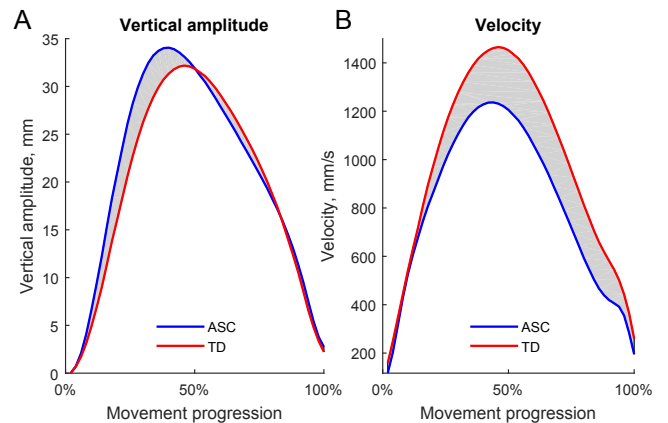 A
Vertical amplitude
35
30
25
20
15
10
5
0
Vertical amplitude, mm
ASC
TD
0%
50%
100%
Movement progression
B
Velocity
1400
1200
1000
800
600
400
200
Velocity, mm/s
ASC
TD
0%
50%
100%
Movement progression